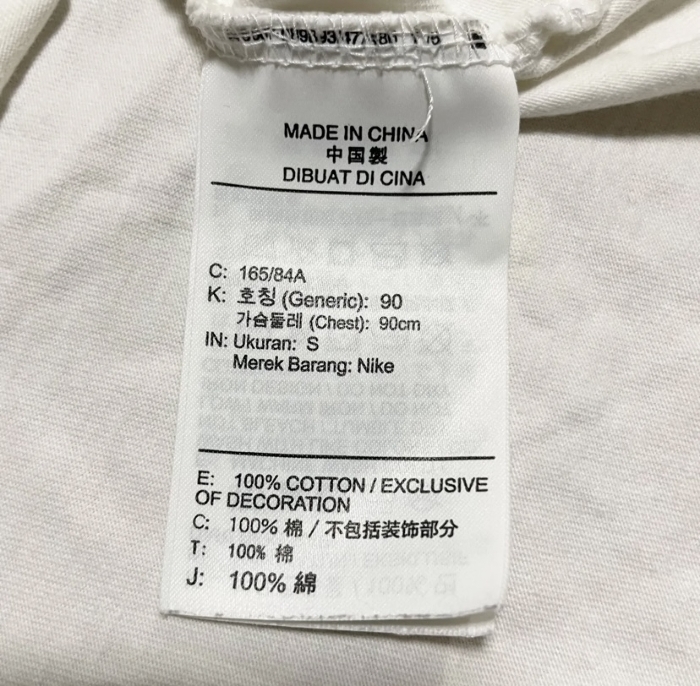 MADE IN CHINA
中国製
DIBUAT DI CINA
C: 165/84A
K: 호칭 (Generic): 90
가슴둘레 (Chest): 90cm
IN: Ukuran: S
Merek Barang: Nike
E: 100% COTTON / EXCLUSIVE
OF DECORATION
C: 100% 棉 / 不包括装饰部分
T: 100% 棉
J: 100% 綿